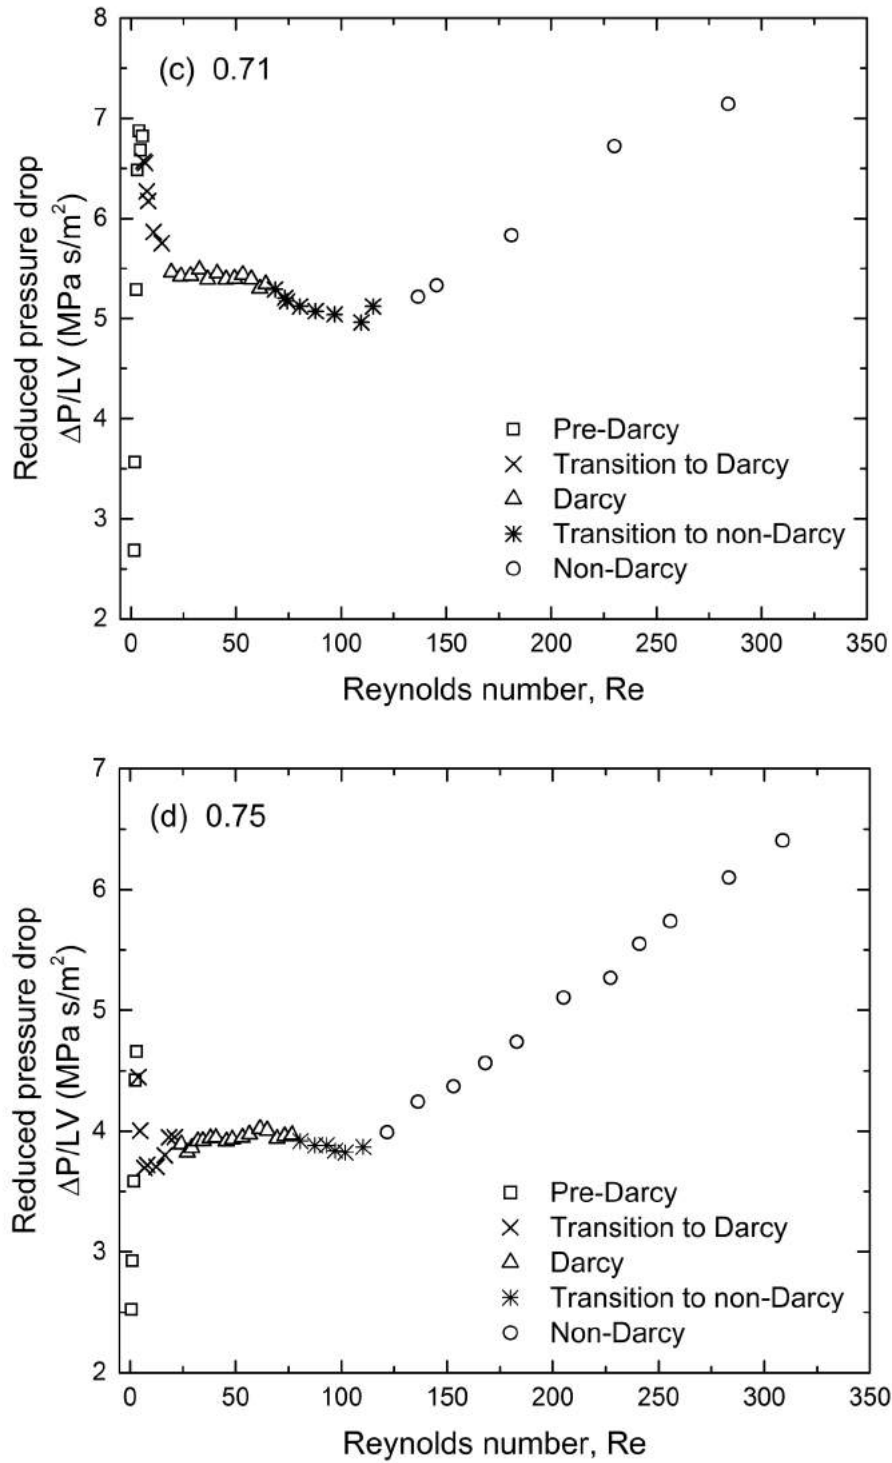 (c) 0.71
8
7
6
5
4
3
2
Reduced pressure drop
ΔP/LV (MPa s/m²)
Pre-Darcy
Transition to Darcy
Darcy
Transition to non-Darcy
Non-Darcy
0 50 100 150 200 250 300 350
Reynolds number, Re
(d) 0.75
7
6
5
4
3
2
Reduced pressure drop
ΔP/LV (MPa s/m²)
Pre-Darcy
Transition to Darcy
Darcy
Transition to non-Darcy
Non-Darcy
0 50 100 150 200 250 300 350
Reynolds number, Re